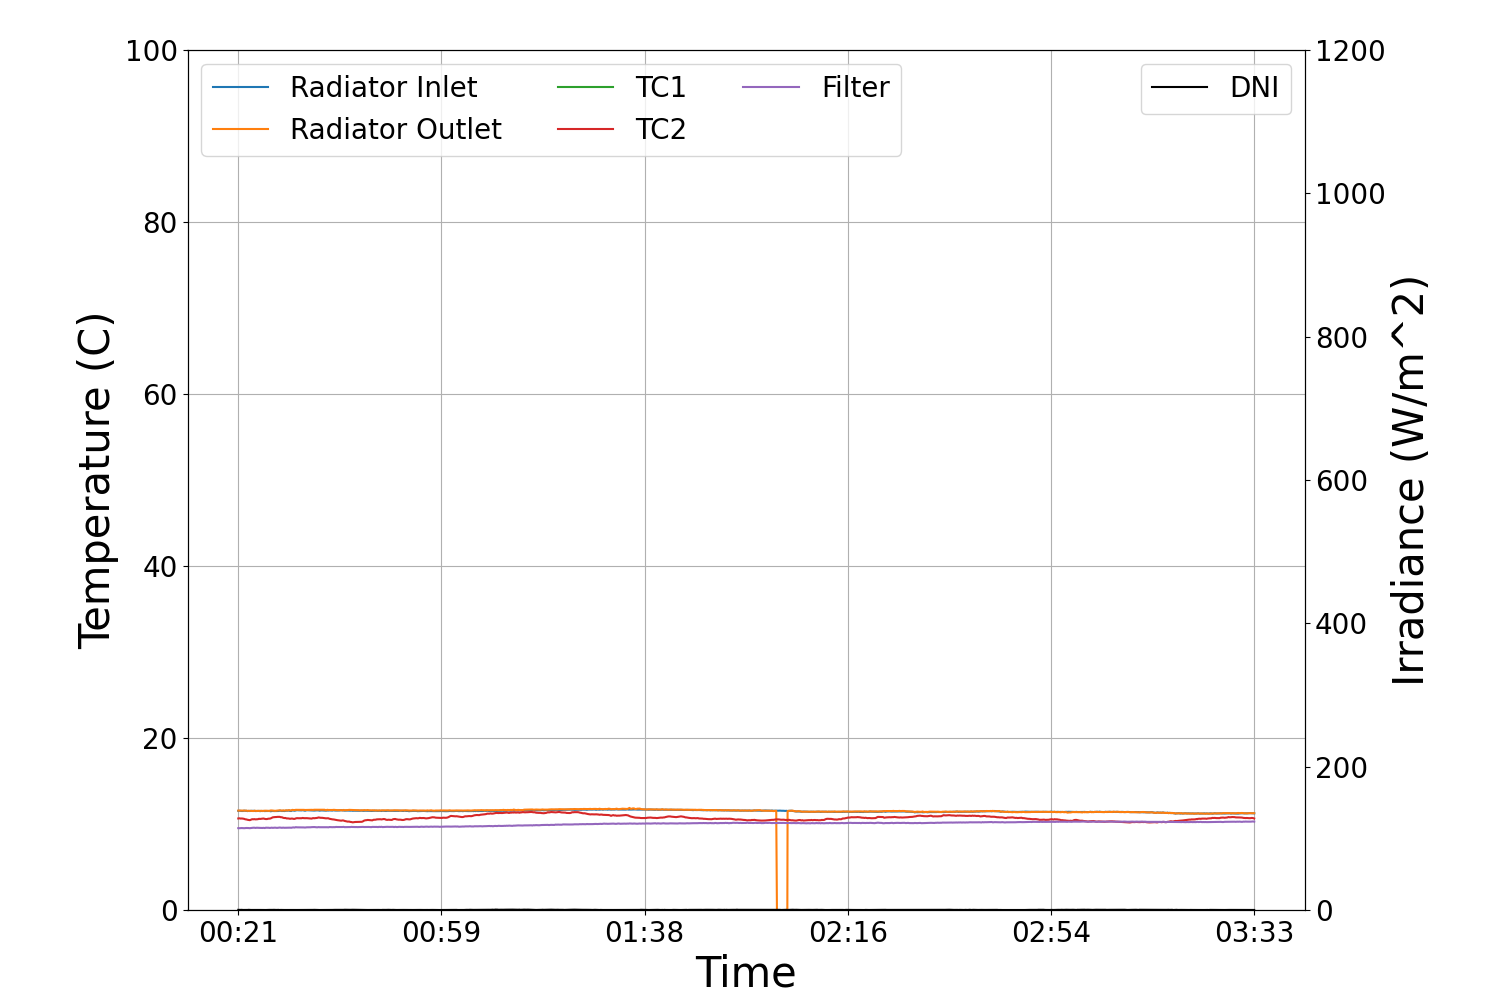 Radiator Inlet
Radiator Outlet
TC1
TC2
Filter
DNI
100
80
60
40
20
0
Temperature (C)
1200
1000
800
600
400
200
0
Irradiance (W/m^2)
00:21
00:59
01:38
02:16
02:54
03:33
Time